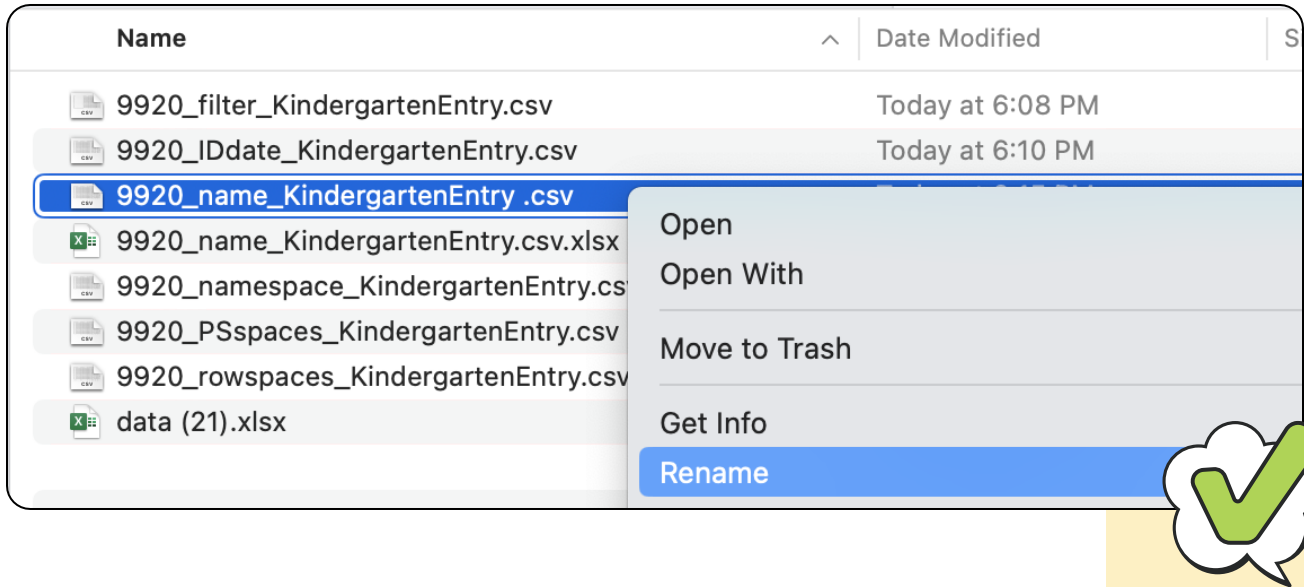 Name Date Modified S
9920_filter_KindergartenEntry.csv Today at 6:08 PM
9920_IDdate_KindergartenEntry.csv Today at 6:10 PM
9920_name_KindergartenEntry .csv
9920_name_KindergartenEntry.csv.xlsx
9920_namespace_KindergartenEntry.cs
9920_PSspaces_KindergartenEntry.csv
9920_rowspaces_KindergartenEntry.csv
data (21).xlsx
Open
Open With
Move to Trash
Get Info
Rename